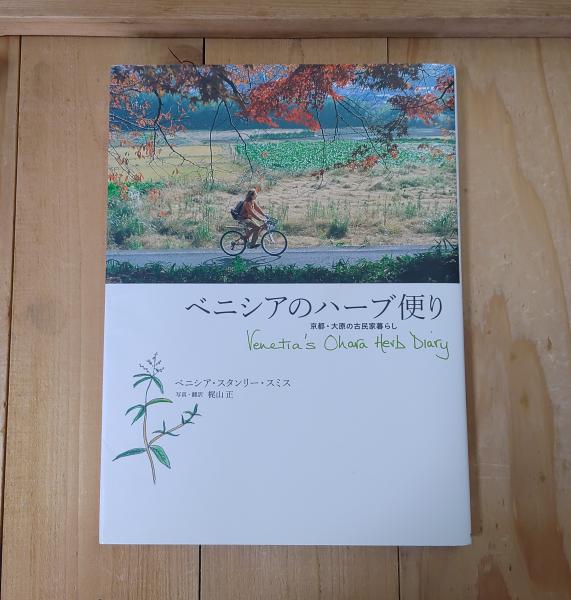 ベニシアのハーブ便り
京都・大原の古民家暮らし
Venetia's Ohara Herb Diary
ベニシア・スタンリー・スミス
写真・翻訳 梶山正